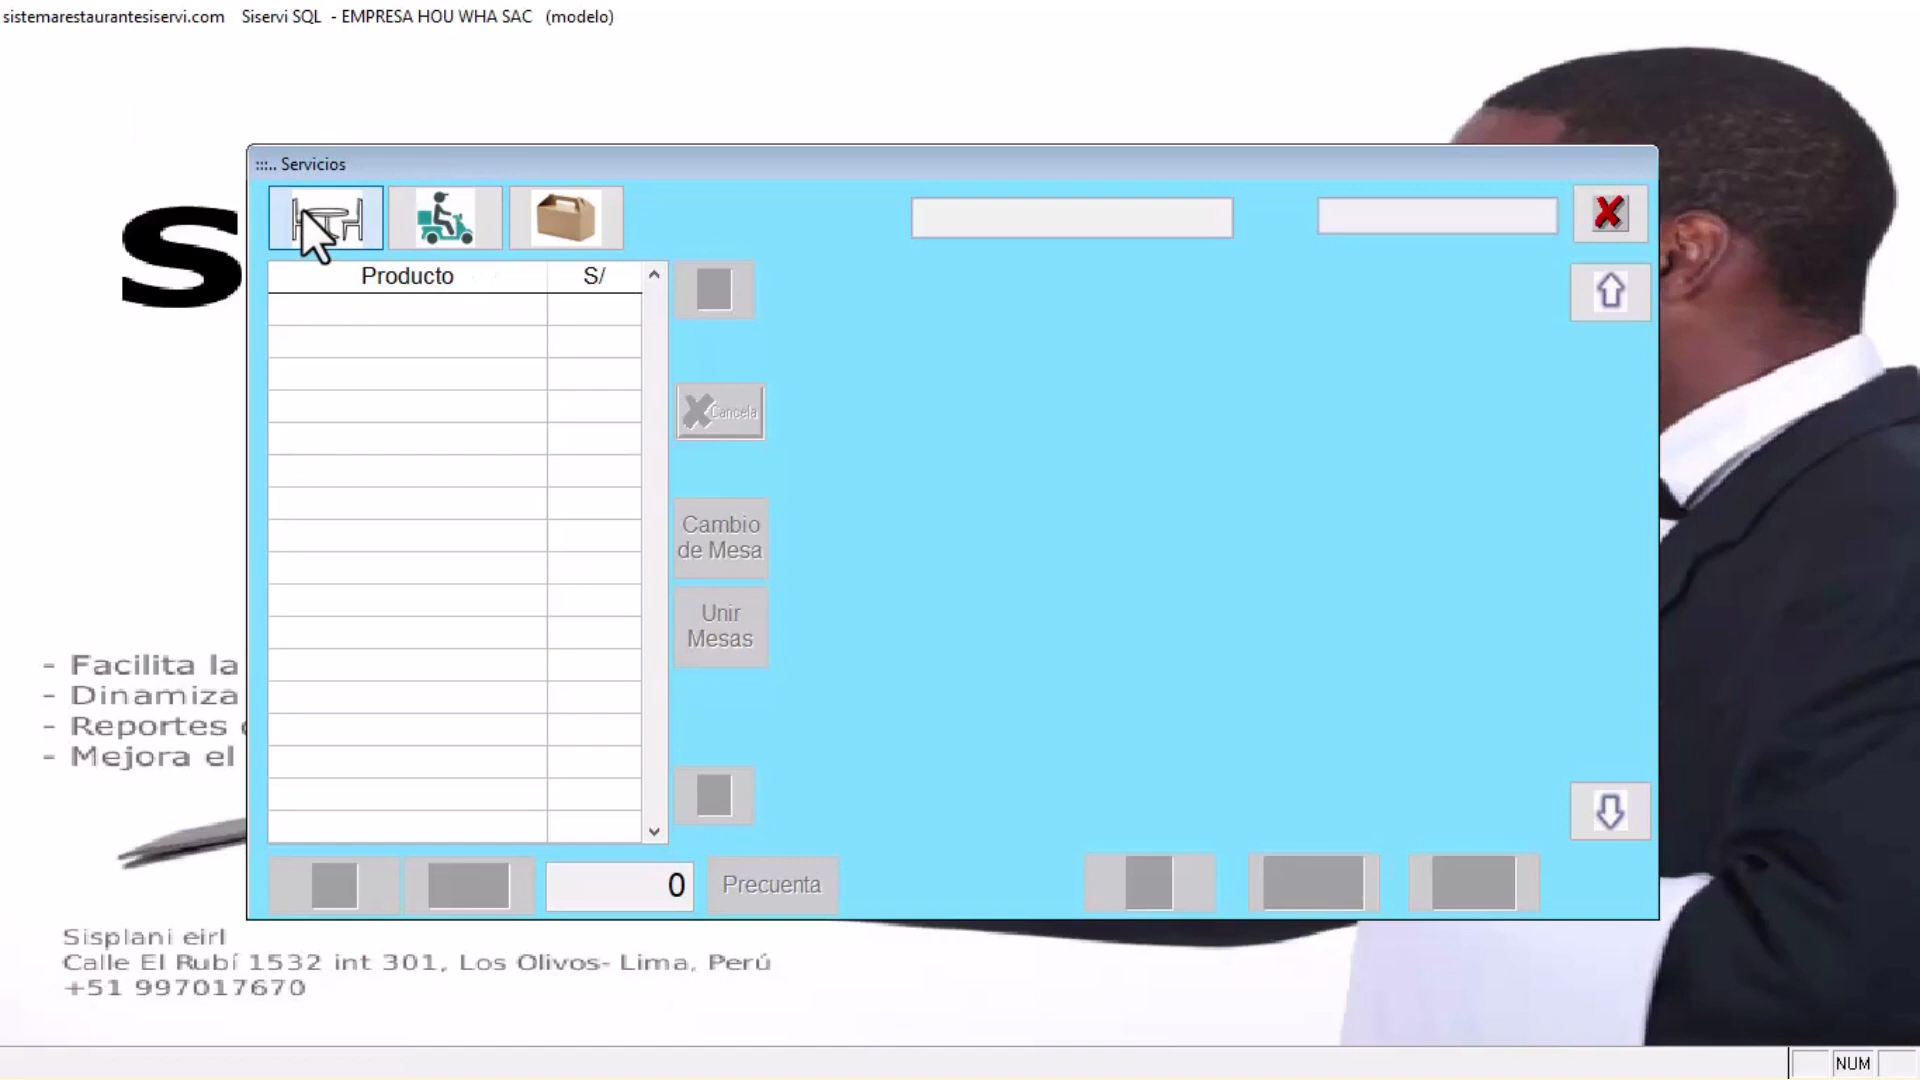 sistemarestaurantesiservi.com Siservi SQL - EMPRESA HOU WHA SAC (modelo)
:::.. Servicios
S
Producto S/
Cancela
Cambio
de Mesa
Unir
Mesas
- Facilita la
- Dinamiza
- Reportes
- Mejora el
0
Precuenta
Sisplani eirl
Calle El Rubí 1532 int 301, Los Olivos- Lima, Perú
+51 997017670
NUM